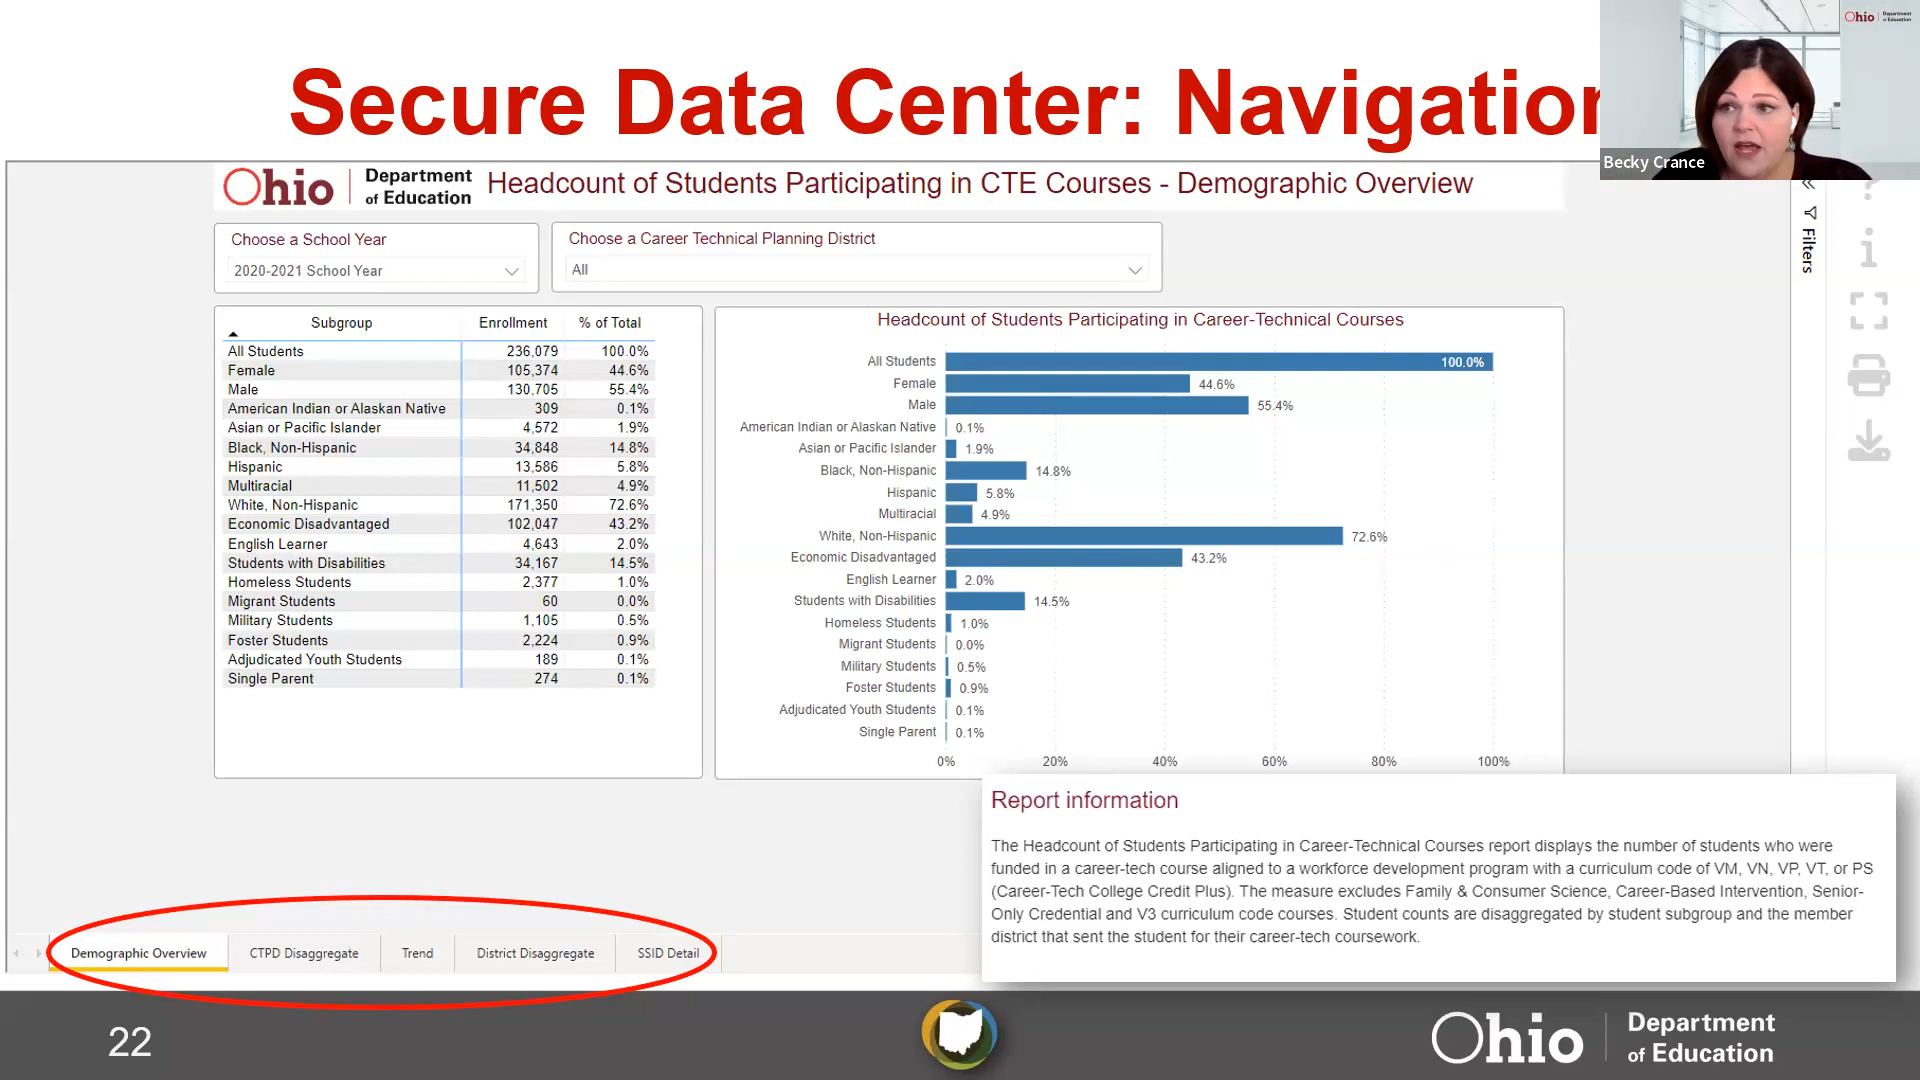 Secure Data Center: Navigation
Ohio Department of Education
Becky Crance
Ohio Department of Education
Headcount of Students Participating in CTE Courses - Demographic Overview
Choose a School Year
2020-2021 School Year
Choose a Career Technical Planning District
All
Filters
Subgroup Enrollment % of Total
All Students 236,079 100.0%
Female 105,374 44.6%
Male 130,705 55.4%
American Indian or Alaskan Native 309 0.1%
Asian or Pacific Islander 4,572 1.9%
Black, Non-Hispanic 34,848 14.8%
Hispanic 13,586 5.8%
Multiracial 11,502 4.9%
White, Non-Hispanic 171,350 72.6%
Economic Disadvantaged 102,047 43.2%
English Learner 4,643 2.0%
Students with Disabilities 34,167 14.5%
Homeless Students 2,377 1.0%
Migrant Students 60 0.0%
Military Students 1,105 0.5%
Foster Students 2,224 0.9%
Adjudicated Youth Students 189 0.1%
Single Parent 274 0.1%
Headcount of Students Participating in Career-Technical Courses
All Students 100.0%
Female 44.6%
Male 55.4%
American Indian or Alaskan Native 0.1%
Asian or Pacific Islander 1.9%
Black, Non-Hispanic 14.8%
Hispanic 5.8%
Multiracial 4.9%
White, Non-Hispanic 72.6%
Economic Disadvantaged 43.2%
English Learner 2.0%
Students with Disabilities 14.5%
Homeless Students 1.0%
Migrant Students 0.0%
Military Students 0.5%
Foster Students 0.9%
Adjudicated Youth Students 0.1%
Single Parent 0.1%
0% 20% 40% 60% 80% 100%
Report information
The Headcount of Students Participating in Career-Technical Courses report displays the number of students who were
funded in a career-tech course aligned to a workforce development program with a curriculum code of VM, VN, VP, VT, or PS
(Career-Tech College Credit Plus). The measure excludes Family & Consumer Science, Career-Based Intervention, Senior-
Only Credential and V3 curriculum code courses. Student counts are disaggregated by student subgroup and the member
district that sent the student for their career-tech coursework.
Demographic Overview CTPD Disaggregate Trend District Disaggregate SSID Detail
22
Ohio Department
of Education